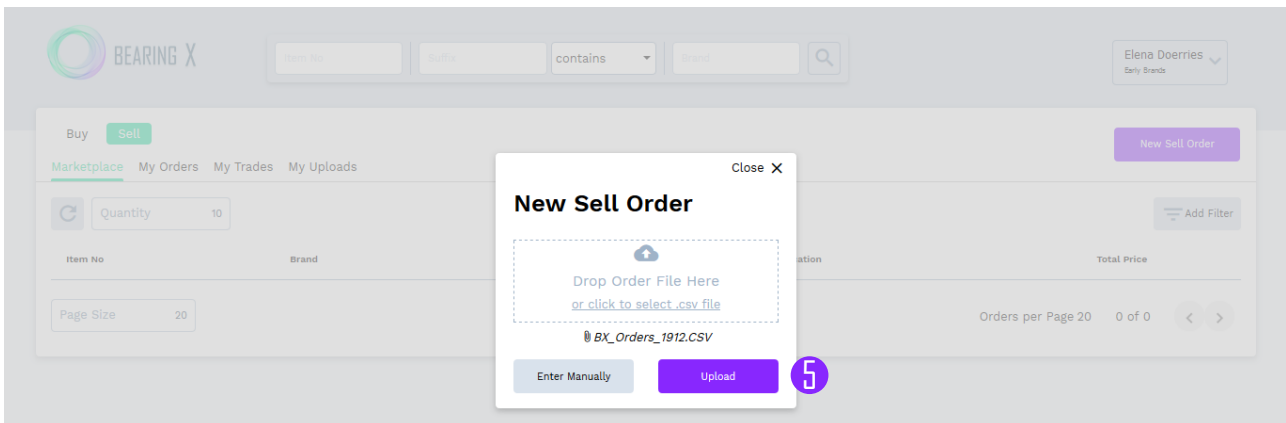 BEARING X
Item No
Suffix
contains
Brand
Elena Doerries
Early Brands
Buy
Sell
New Sell Order
Marketplace
My Orders
My Trades
My Uploads
Close X
New Sell Order
Quantity
10
Add Filter
Drop Order File Here
or click to select .csv file
Item No
Brand
ation
Total Price
Page Size
20
Orders per Page 20
0 of 0
BX_Orders_1912.CSV
Enter Manually
Upload
5